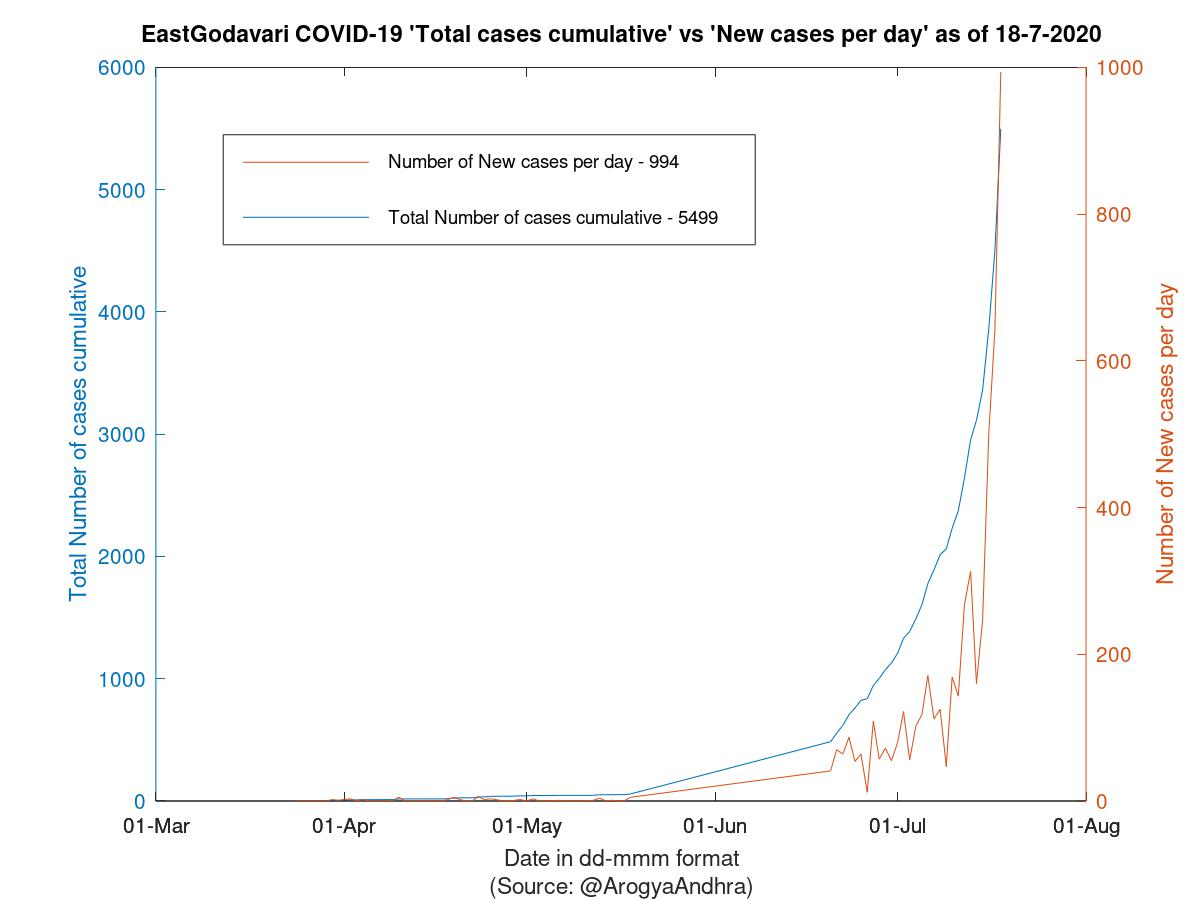 EastGodavari COVID-19 'Total cases cumulative' vs 'New cases per day' as of 18-7-2020
6000
5000
4000
3000
2000
1000
0
Total Number of cases cumulative
Number of New cases per day - 994
Total Number of cases cumulative - 5499
1000
800
600
400
200
0
Number of New cases per day
01-Mar
01-Apr
01-May
01-Jun
01-Jul
01-Aug
Date in dd-mmm format
(Source: @ArogyaAndhra)